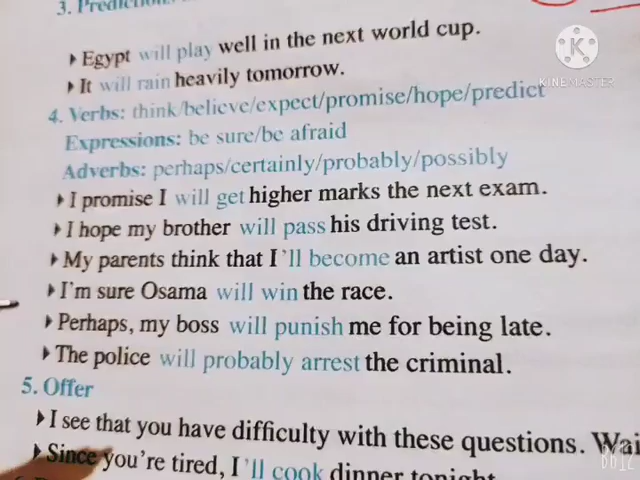 3. Prediction
Egypt will play well in the next world cup.
It will rain heavily tomorrow.
4. Verbs: think/believe/expect/promise/hope/predict
Expressions: be sure/be afraid
Adverbs: perhaps/certainly/probably/possibly
I promise I will get higher marks the next exam.
I hope my brother will pass his driving test.
My parents think that I'll become an artist one day.
I'm sure Osama will win the race.
Perhaps, my boss will punish me for being late.
The police will probably arrest the criminal.
5. Offer
I see that you have difficulty with these questions.
Since you're tired, I'll cook dinner tonight
KINEMASTER